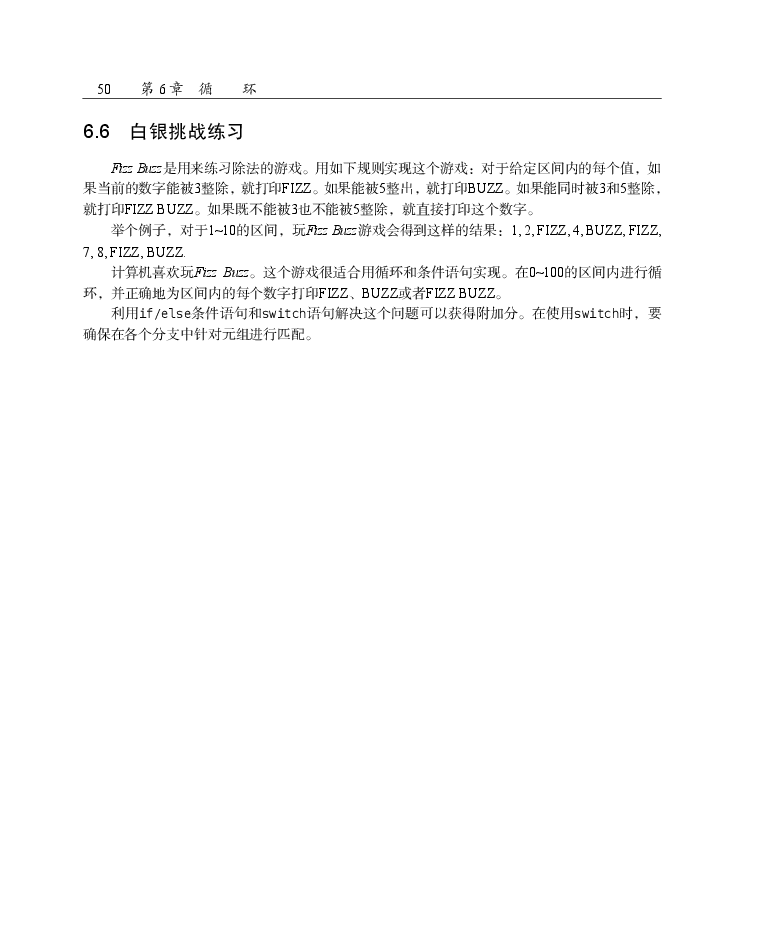 50 第6章 循 环
6.6 白银挑战练习
Fizz Buzz是用来练习除法的游戏。用如下规则实现这个游戏：对于给定区间内的每个值，如
果当前的数字能被3整除，就打印FIZZ。如果能被5整出，就打印BUZZ。如果能同时被3和5整除，
就打印FIZZ BUZZ。如果既不能被3也不能被5整除，就直接打印这个数字。
举个例子，对于1~10的区间，玩Fizz Buzz游戏会得到这样的结果：1, 2, FIZZ, 4, BUZZ, FIZZ,
7, 8, FIZZ, BUZZ.
计算机喜欢玩Fizz Buzz。这个游戏很适合用循环和条件语句实现。在0~100的区间内进行循
环，并正确地为区间内的每个数字打印FIZZ、BUZZ或者FIZZ BUZZ。
利用if/else条件语句和switch语句解决这个问题可以获得附加分。在使用switch时，要
确保在各个分支中针对元组进行匹配。